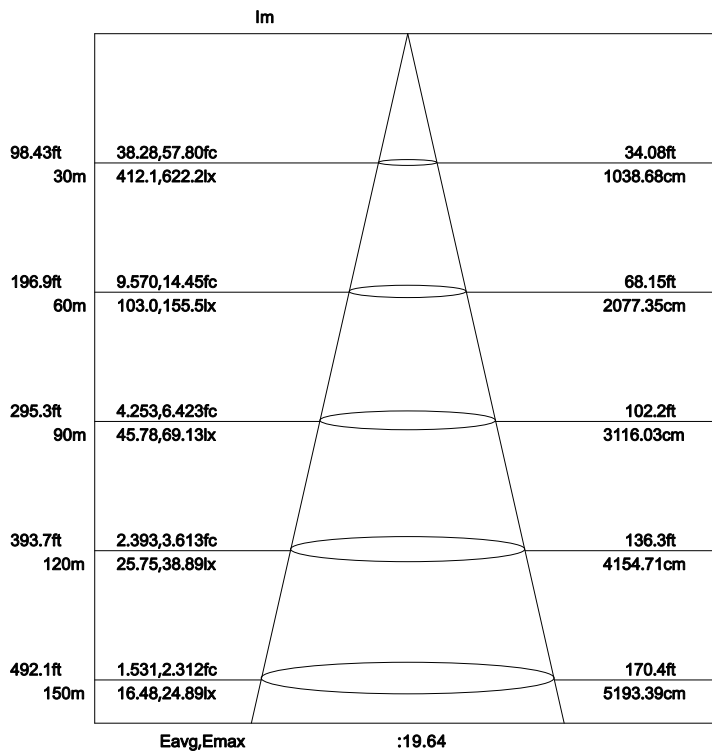 lm
98.43ft 38.28,57.80fc 34.08ft
30m 412.1,622.2lx 1038.68cm
196.9ft 9.570,14.45fc 68.15ft
60m 103.0,155.5lx 2077.35cm
295.3ft 4.253,6.423fc 102.2ft
90m 45.78,69.13lx 3116.03cm
393.7ft 2.393,3.613fc 136.3ft
120m 25.75,38.89lx 4154.71cm
492.1ft 1.531,2.312fc 170.4ft
150m 16.48,24.89lx 5193.39cm
Eavg,Emax :19.64